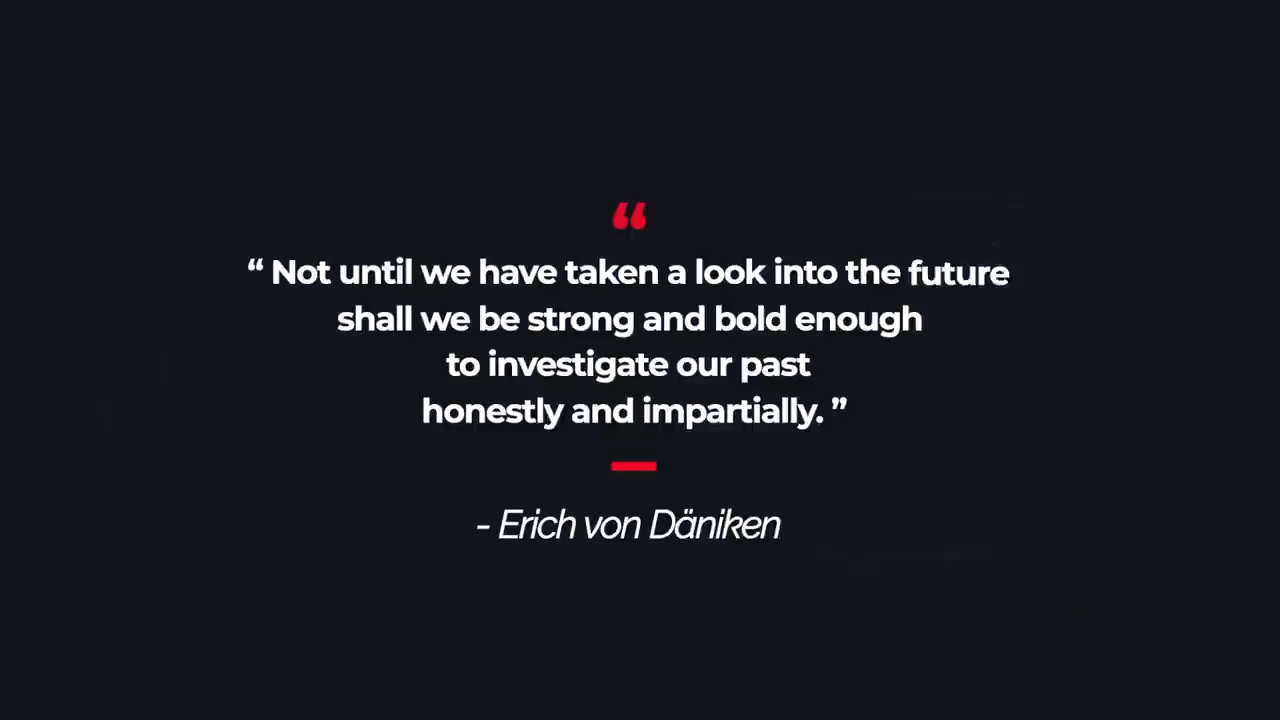 “
“ Not until we have taken a look into the future
shall we be strong and bold enough
to investigate our past
honestly and impartially. ”
- Erich von Däniken